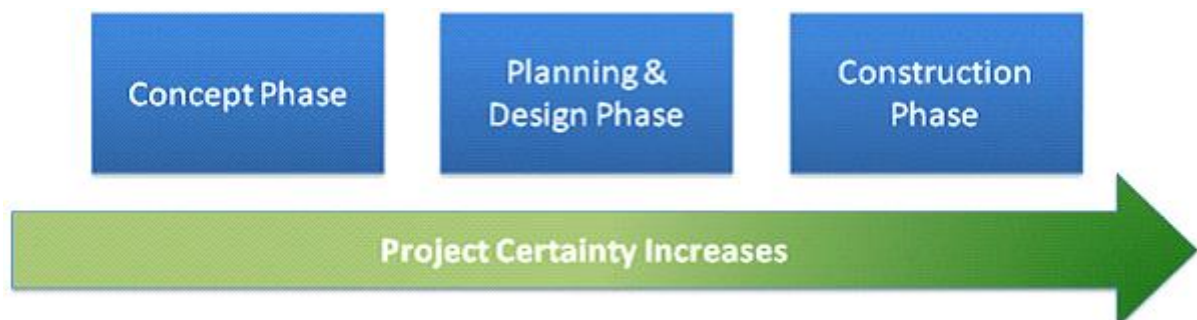 Concept Phase
Planning &
Design Phase
Construction
Phase
Project Certainty Increases